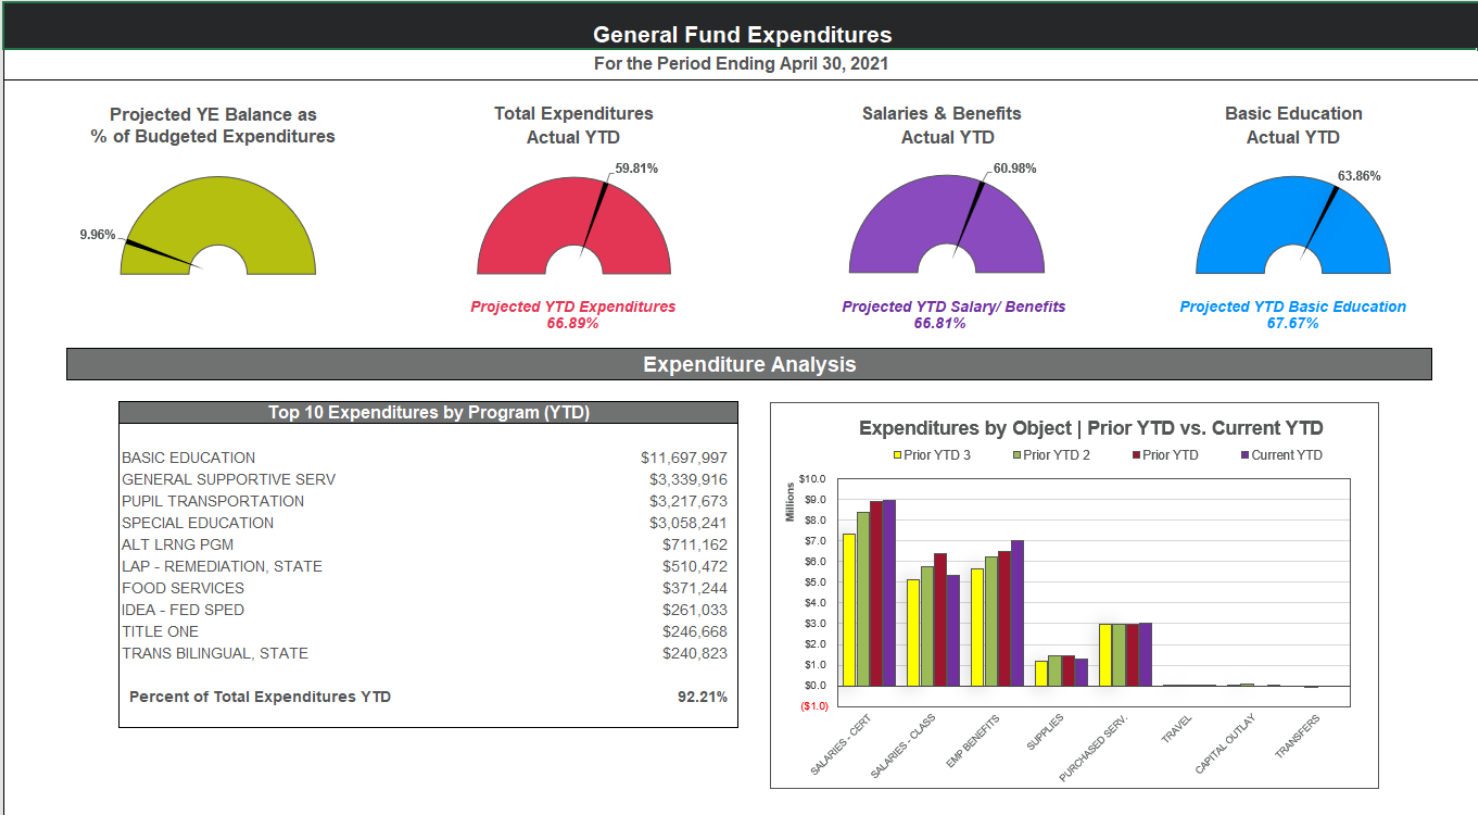 General Fund Expenditures
For the Period Ending April 30, 2021
Projected YE Balance as
% of Budgeted Expenditures
9.96%
Total Expenditures
Actual YTD
59.81%
Projected YTD Expenditures
66.89%
Salaries & Benefits
Actual YTD
60.98%
Projected YTD Salary/ Benefits
66.81%
Basic Education
Actual YTD
63.86%
Projected YTD Basic Education
67.67%
Expenditure Analysis
Top 10 Expenditures by Program (YTD)
BASIC EDUCATION $11,697,997
GENERAL SUPPORTIVE SERV $3,339,916
PUPIL TRANSPORTATION $3,217,673
SPECIAL EDUCATION $3,058,241
ALT LRNG PGM $711,162
LAP - REMEDIATION, STATE $510,472
FOOD SERVICES $371,244
IDEA - FED SPED $261,033
TITLE ONE $246,668
TRANS BILINGUAL, STATE $240,823
Percent of Total Expenditures YTD 92.21%
Expenditures by Object | Prior YTD vs. Current YTD
Prior YTD 3 Prior YTD 2 Prior YTD Current YTD
Millions
$10.0
$9.0
$8.0
$7.0
$6.0
$5.0
$4.0
$3.0
$2.0
$1.0
$0.0
($1.0)
SALARIES - CERT
SALARIES - CLASS
EMP BENEFITS
SUPPLIES
PURCHASED SERV.
TRAVEL
CAPITAL OUTLAY
TRANSFERS